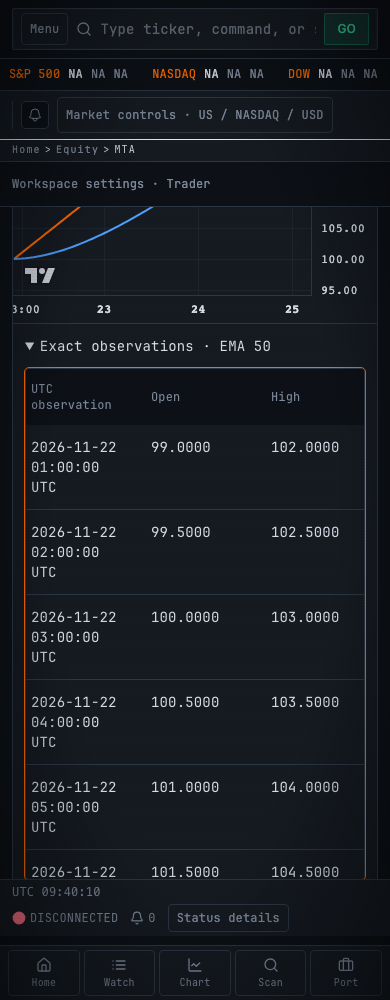 Menu Type ticker, command, or s GO
S&P 500 NA NA NA NASDAQ NA NA NA DOW NA NA NA
Market controls · US / NASDAQ / USD
Home > Equity > MTA
Workspace settings · Trader
105.00
100.00
95.00
3:00 23 24 25
▼ Exact observations · EMA 50
UTC observation Open High
2026-11-22 01:00:00 UTC 99.0000 102.0000
2026-11-22 02:00:00 UTC 99.5000 102.5000
2026-11-22 03:00:00 UTC 100.0000 103.0000
2026-11-22 04:00:00 UTC 100.5000 103.5000
2026-11-22 05:00:00 UTC 101.0000 104.0000
2026-11-22 101.5000 104.5000
UTC 09:40:10
DISCONNECTED 0 Status details
Home Watch Chart Scan Port